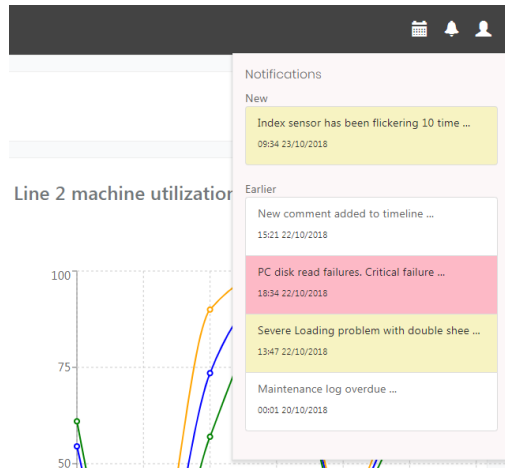 Notifications
New
Index sensor has been flickering 10 time ...
09:34 23/10/2018
Line 2 machine utilization
Earlier
New comment added to timeline ...
15:21 22/10/2018
PC disk read failures. Critical failure ...
18:34 22/10/2018
Severe Loading problem with double shee ...
13:47 22/10/2018
Maintenance log overdue ...
00:01 20/10/2018
100
75
50